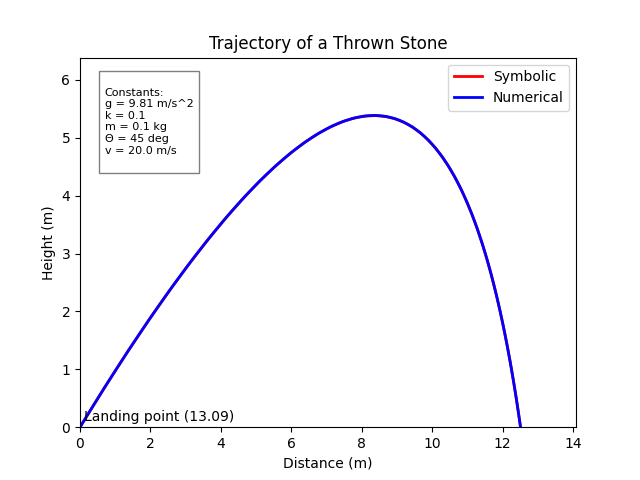 Trajectory of a Thrown Stone
Symbolic
Numerical
Constants:
g = 9.81 m/s^2
k = 0.1
m = 0.1 kg
Θ = 45 deg
v = 20.0 m/s
Height (m)
6
5
4
3
2
1
0
Landing point (13.09)
0 2 4 6 8 10 12 14
Distance (m)